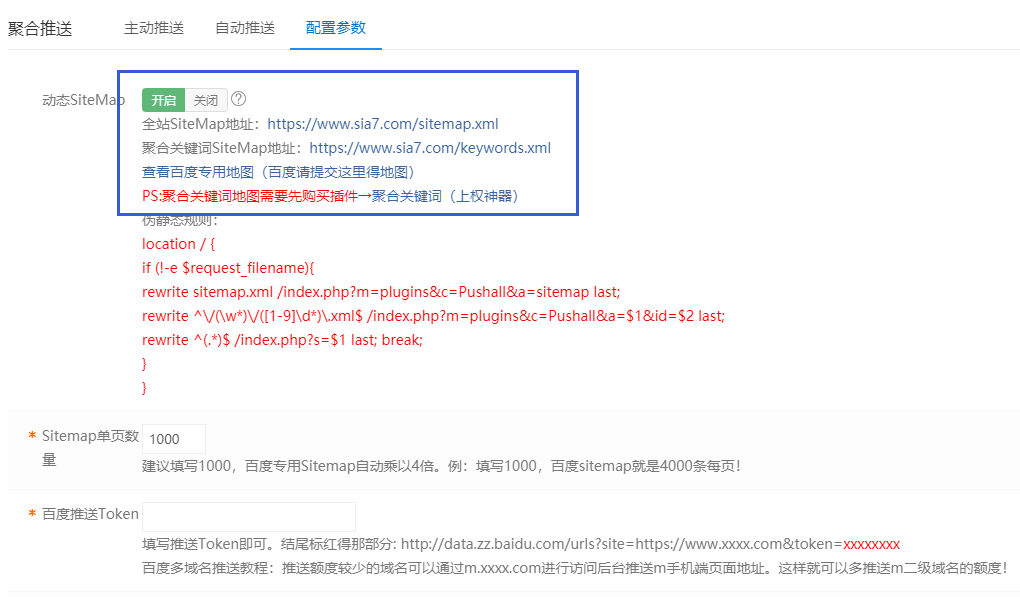 聚合推送 主动推送 自动推送 配置参数
动态SiteMap 开启 关闭 ?
全站SiteMap地址：https://www.sia7.com/sitemap.xml
聚合关键词SiteMap地址：https://www.sia7.com/keywords.xml
查看百度专用地图（百度请提交这里得地图）
PS:聚合关键词地图需要先购买插件→聚合关键词（上权神器）
伪静态规则：
location / {
if (!-e $request_filename){
rewrite sitemap.xml /index.php?m=plugins&c=Pushall&a=sitemap last;
rewrite ^\/(\w*)\/([1-9]\d*)\.xml$ /index.php?m=plugins&c=Pushall&a=$1&id=$2 last;
rewrite ^(.*)$ /index.php?s=$1 last; break;
}
}
* Sitemap单页数量 1000
建议填写1000，百度专用Sitemap自动乘以4倍。例：填写1000，百度sitemap就是4000条每页！
* 百度推送Token
填写推送Token即可。结尾标红得那部分: http://data.zz.baidu.com/urls?site=https://www.xxxx.com&token=xxxxxxxx
百度多域名推送教程：推送额度较少的域名可以通过m.xxxx.com进行访问后台推送m手机端页面地址。这样就可以多推送m二级域名的额度！